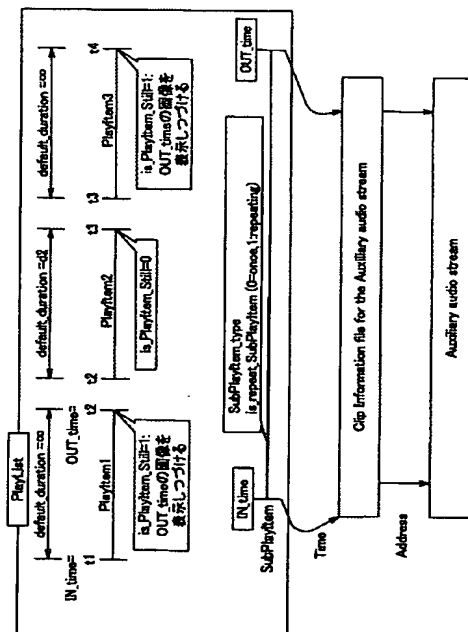 PlayList
default_duration =∞
default_duration =d2
default_duration =∞
IN_time=
OUT_time=
t1
t2
t2
t3
t3
t4
PlayItem1
PlayItem2
PlayItem3
is_PlayItem_Still=1:
OUT_timeの画像を
表示しつづける
is_PlayItem_Still=0
is_PlayItem_Still=1:
OUT_timeの画像を
表示しつづける
SubPlayItem_type
is_repeat_SubPlayItem (0=once,1:repeating)
IN_time
OUT_time
SubPlayItem
Time
Clip Information file for the Auxiliary audio stream
Address
Auxiliary audio stream